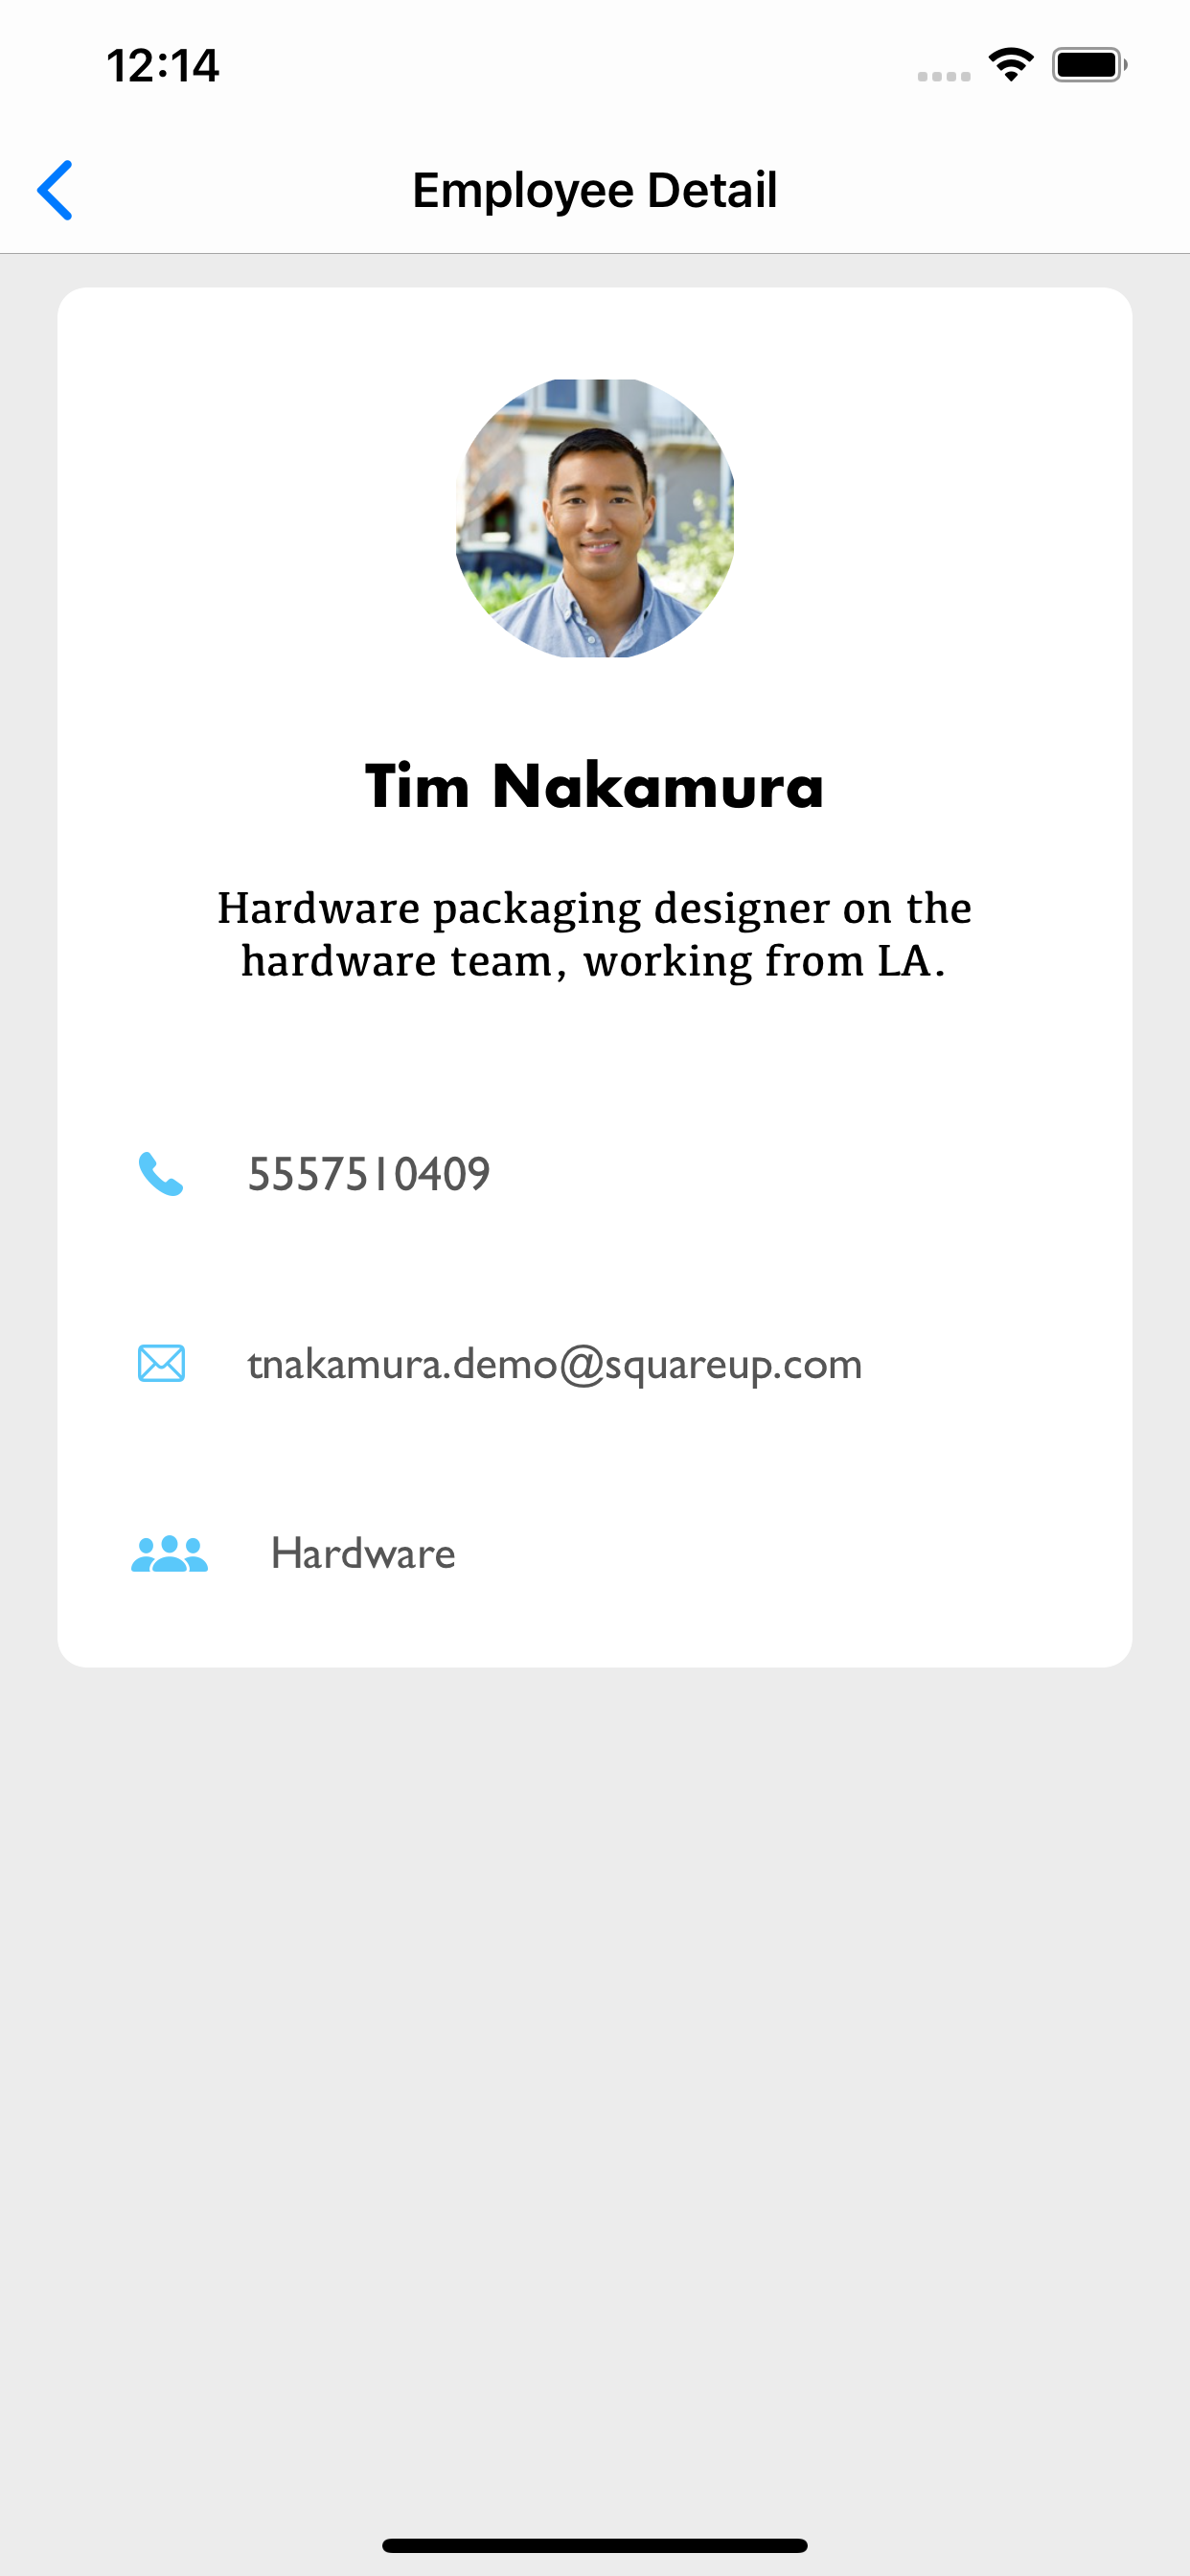 12:14
Employee Detail
Tim Nakamura
Hardware packaging designer on the
hardware team, working from LA.
5557510409
tnakamura.demo@squareup.com
Hardware